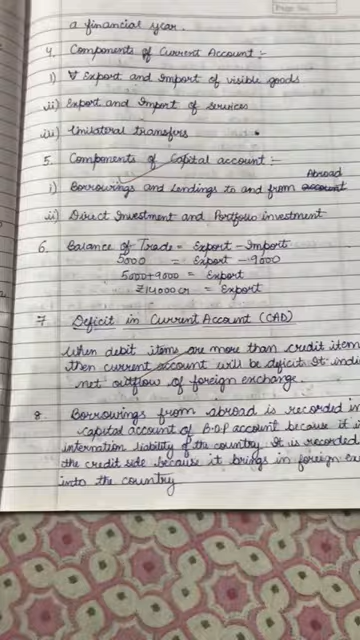 a financial year.
4. Components of Current Account :-
i) Export and Import of visible goods
ii) Export and Import of services
iii) Unilateral transfers
5. Components of Capital account :-
Abroad
i) Borrowings and Lendings to and from account
ii) Direct Investment and Portfolio investment
6. Balance of Trade = Export - Import
5000 = Export - 9000
5000+9000 = Export
₹14000 cr = Export
7 Deficit in Current Account (CAD)
When debit items are more than credit item
then current account will be deficit. It indi
net outflow of foreign exchange.
8. Borrowings from abroad is recorded in
capital account of B.O.P account because it i
internation liability of the country. It is recorded
the credit side because it brings in foreign ex
into the country